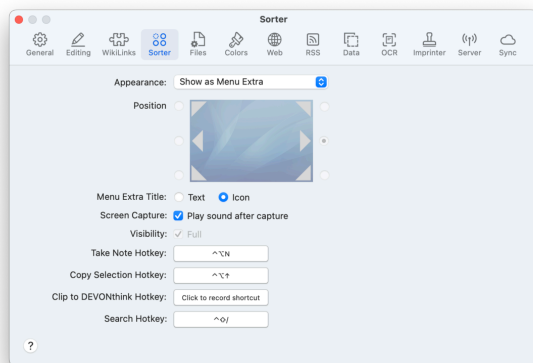 Sorter
General Editing WikiLinks Sorter Files Colors Web RSS Data OCR Imprinter Server Sync
Appearance: Show as Menu Extra
Position
Menu Extra Title: Text Icon
Screen Capture: Play sound after capture
Visibility: Full
Take Note Hotkey: ^⌥N
Copy Selection Hotkey: ^⌥↑
Clip to DEVONthink Hotkey: Click to record shortcut
Search Hotkey: ^⇧/
?